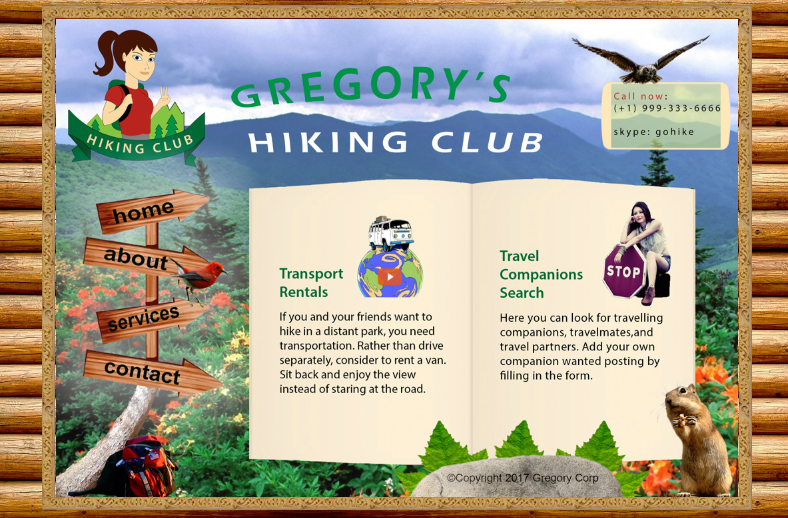 HIKING CLUB
GREGORY'S
HIKING CLUB
Call now:
(+1) 999-333-6666
skype: gohike
home
about
services
contact
Transport
Rentals
If you and your friends want to
hike in a distant park, you need
transportation. Rather than drive
separately, consider to rent a van.
Sit back and enjoy the view
instead of staring at the road.
Travel
Companions
Search
STOP
Here you can look for travelling
companions, travelmates,and
travel partners. Add your own
companion wanted posting by
filling in the form.
©Copyright 2017 Gregory Corp